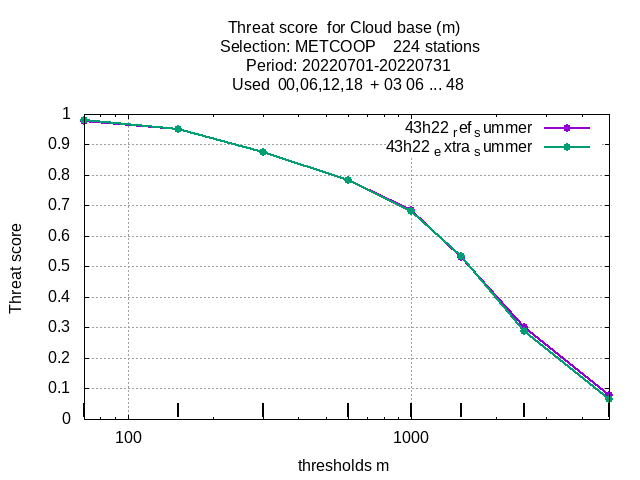 Threat score for Cloud base (m)
Selection: METCOOP 224 stations
Period: 20220701-20220731
Used 00,06,12,18 + 03 06 ... 48
43h22 ref summer
43h22 extra summer
1
0.9
0.8
0.7
0.6
0.5
0.4
0.3
0.2
0.1
0
Threat score
100 1000
thresholds m